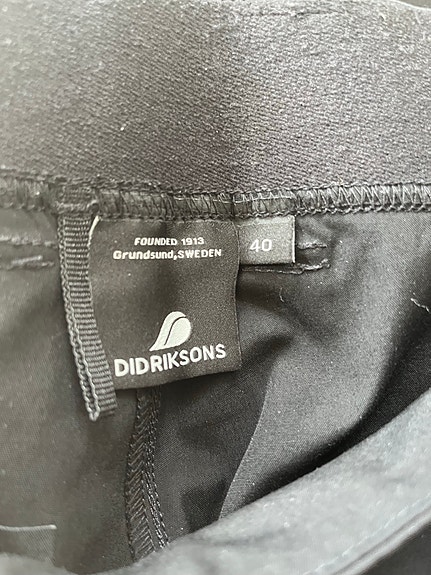 FOUNDED 1913
Grundsund, SWEDEN
40
DIDRIKSONS